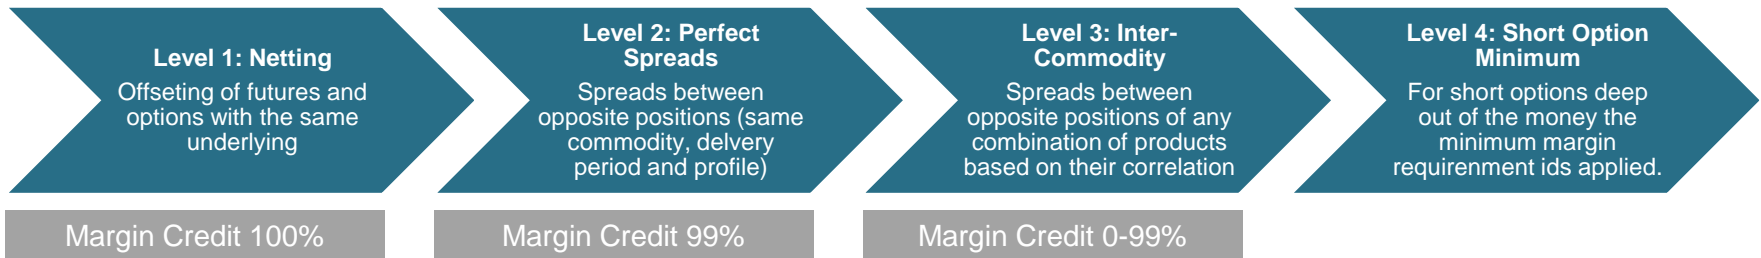 Level 1: Netting
Offseting of futures and
options with the same
underlying
Margin Credit 100%
Level 2: Perfect
Spreads
Spreads between
opposite positions (same
commodity, delvery
period and profile)
Margin Credit 99%
Level 3: Inter-
Commodity
Spreads between
opposite positions of any
combination of products
based on their correlation
Margin Credit 0-99%
Level 4: Short Option
Minimum
For short options deep
out of the money the
minimum margin
requirenment ids applied.